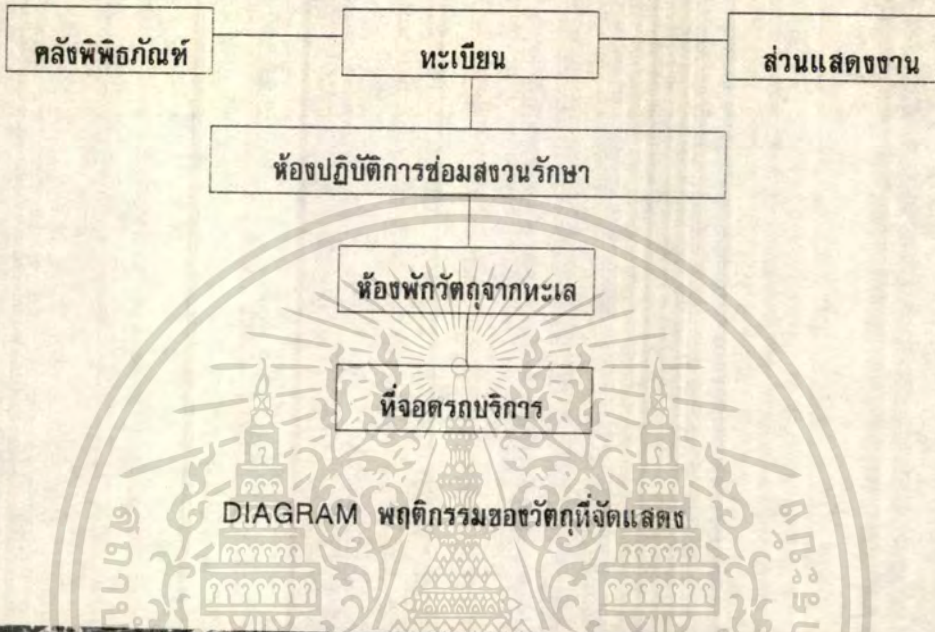 คลังพิพิธภัณฑ์ ทะเบียน ส่วนแสดงงาน
ห้องปฏิบัติการซ่อมสงวนรักษา
ห้องพักวัตถุจากทะเล
ที่จอดรถบริการ
DIAGRAM พฤติกรรมของวัตถุที่จัดแสดง